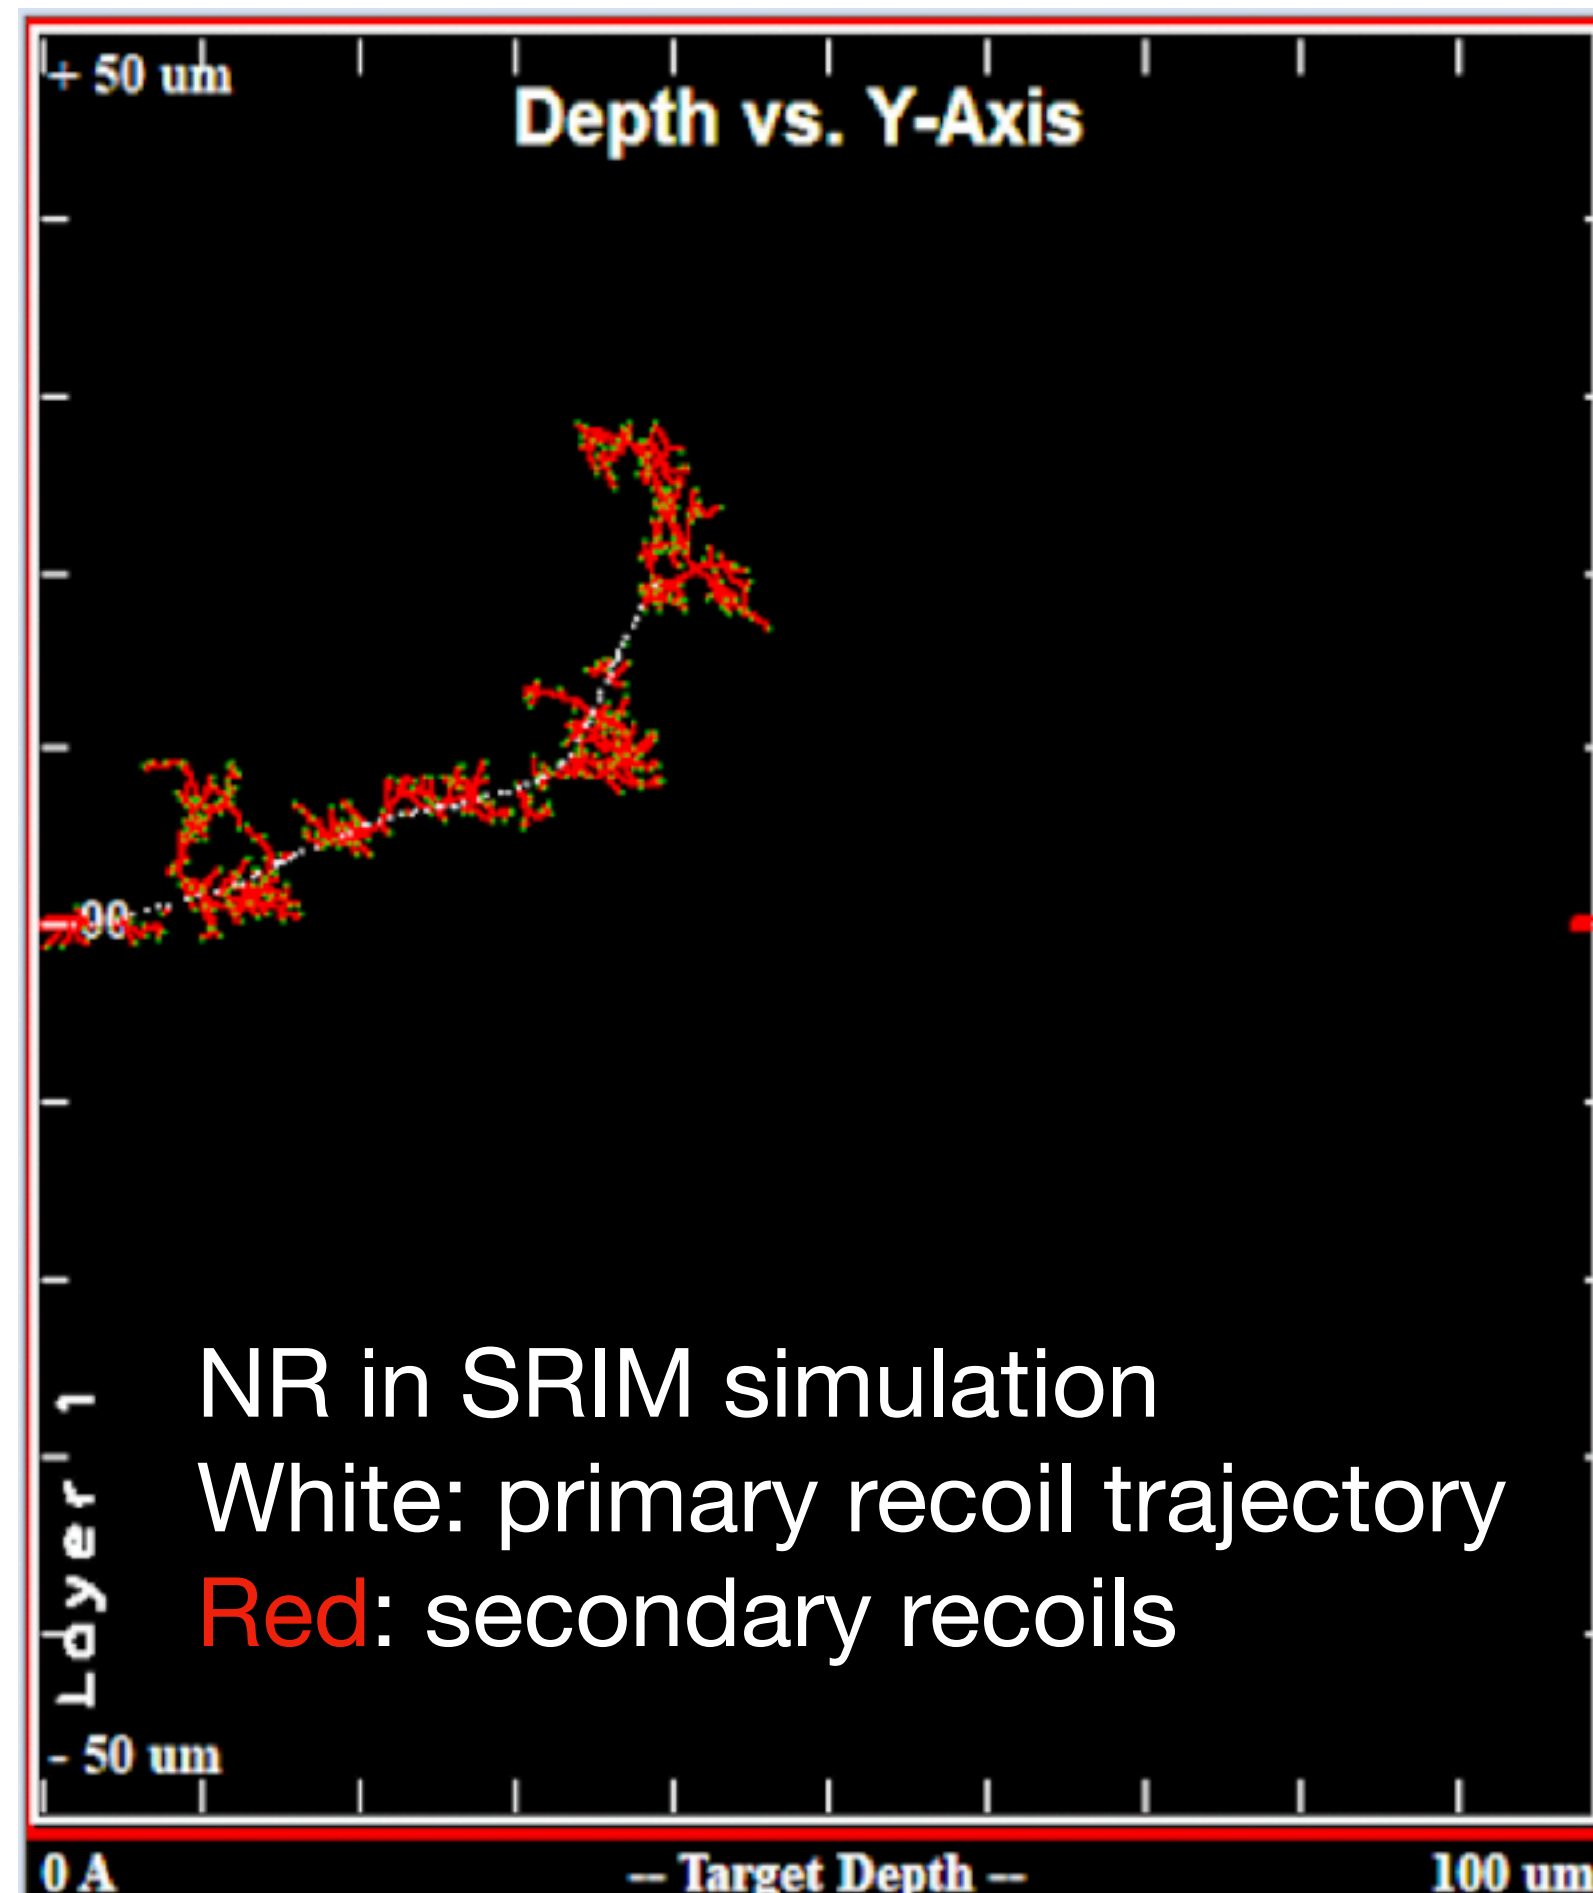 + 50 um
Depth vs. Y-Axis
NR in SRIM simulation
White: primary recoil trajectory
Red: secondary recoils
Layer 1
- 50 um
0 A
-- Target Depth --
100 um